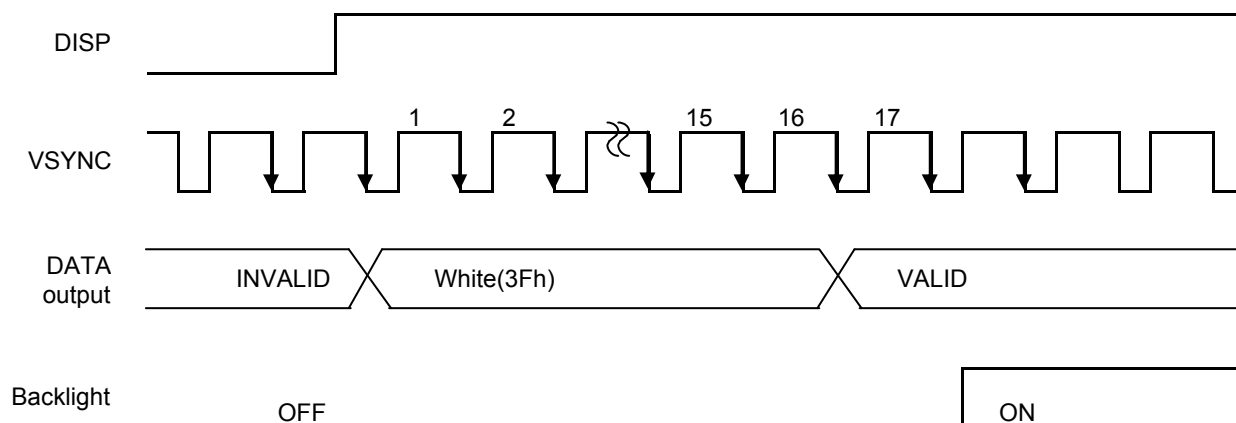 DISP
1 2 15 16 17
VSYNC
DATA
output
INVALID White(3Fh) VALID
Backlight
OFF ON